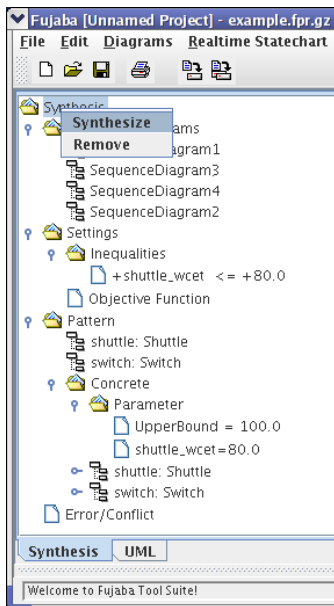 Fujaba [Unnamed Project] - example.fpr.gz
File Edit Diagrams Realtime Statechart
Synthesis
Synthesize
Remove
ams
agram1
SequenceDiagram3
SequenceDiagram4
SequenceDiagram2
Settings
Inequalities
+shuttle_wcet <= +80.0
Objective Function
Pattern
shuttle: Shuttle
switch: Switch
Concrete
Parameter
UpperBound = 100.0
shuttle_wcet=80.0
shuttle: Shuttle
switch: Switch
Error/Conflict
Synthesis UML
Welcome to Fujaba Tool Suite!